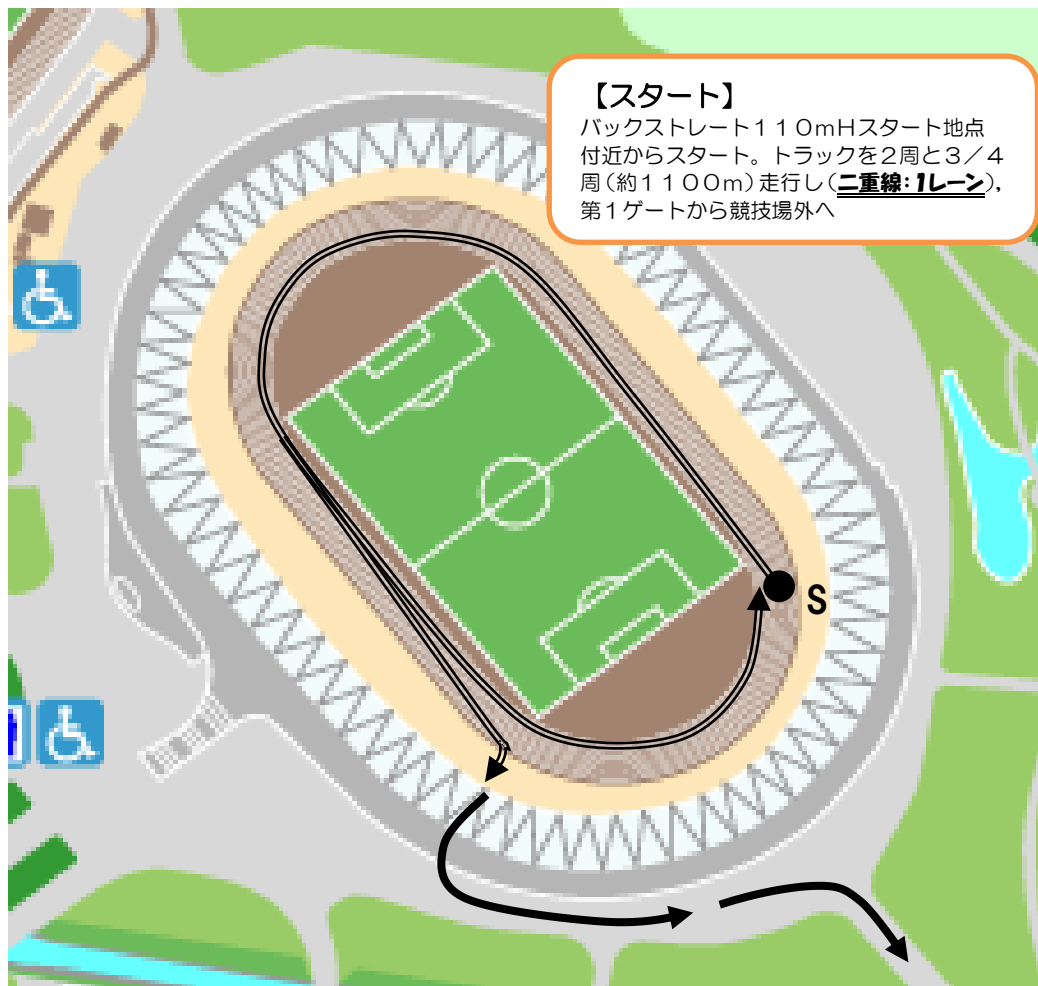 【スタート】
バックストレート１１０ｍＨスタート地点
付近からスタート。トラックを２周と３／４
周（約１１００ｍ）走行し（二重線：１レーン），
第１ゲートから競技場外へ
S